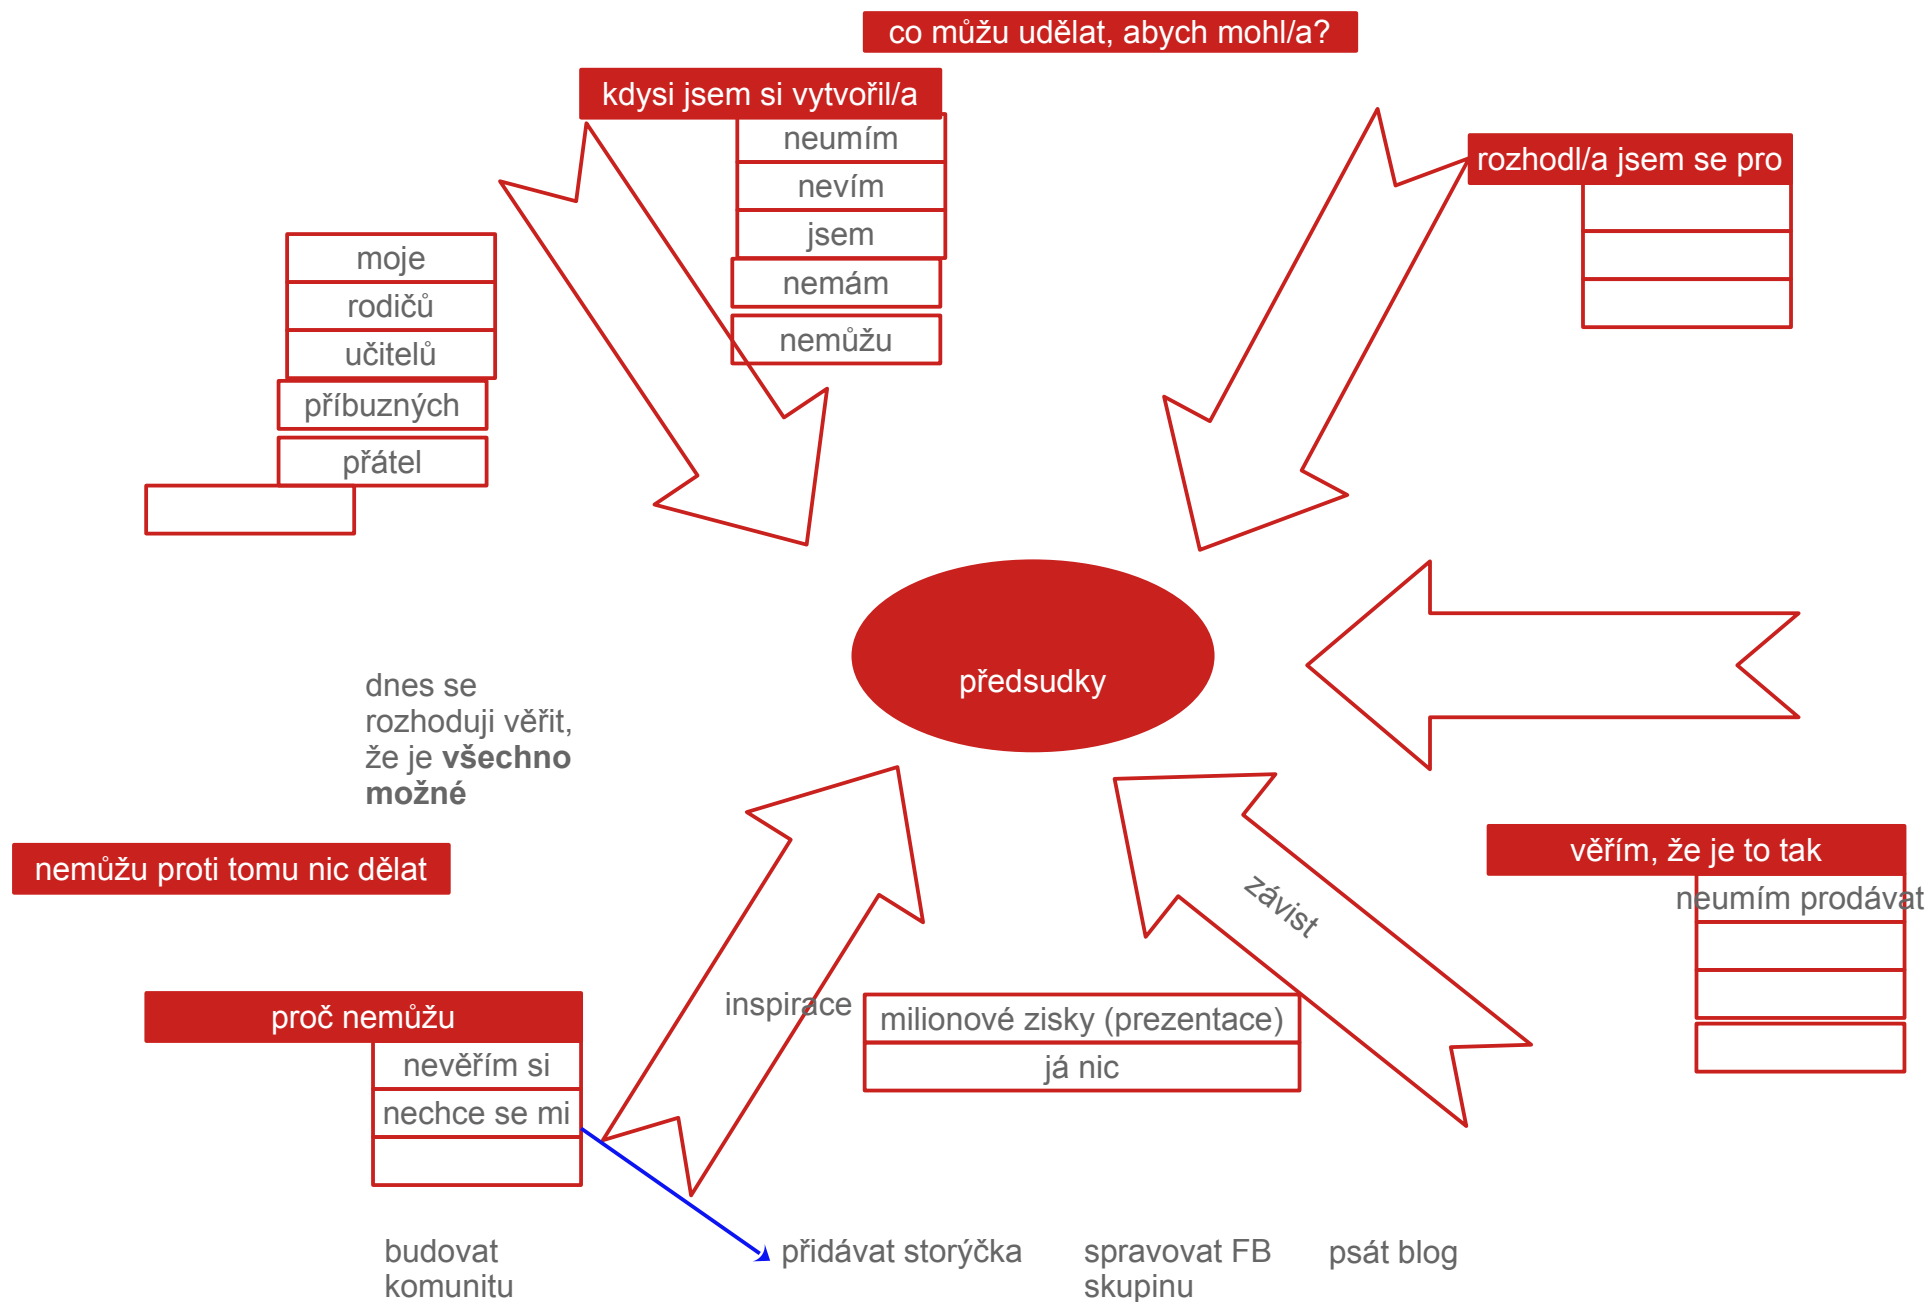 co můžu udělat, abych mohl/a?
kdysi jsem si vytvořil/a
neumím
nevím
jsem
nemám
nemůžu
rozhodl/a jsem se pro
moje
rodičů
učitelů
příbuzných
přátel
předsudky
dnes se
rozhoduji věřit,
že je všechno
možné
nemůžu proti tomu nic dělat
věřím, že je to tak
neumím prodávat
závist
proč nemůžu
nevěřím si
nechce se mi
inspirace
milionové zisky (prezentace)
já nic
budovat
komunitu
přidávat storýčka
spravovat FB
skupinu
psát blog